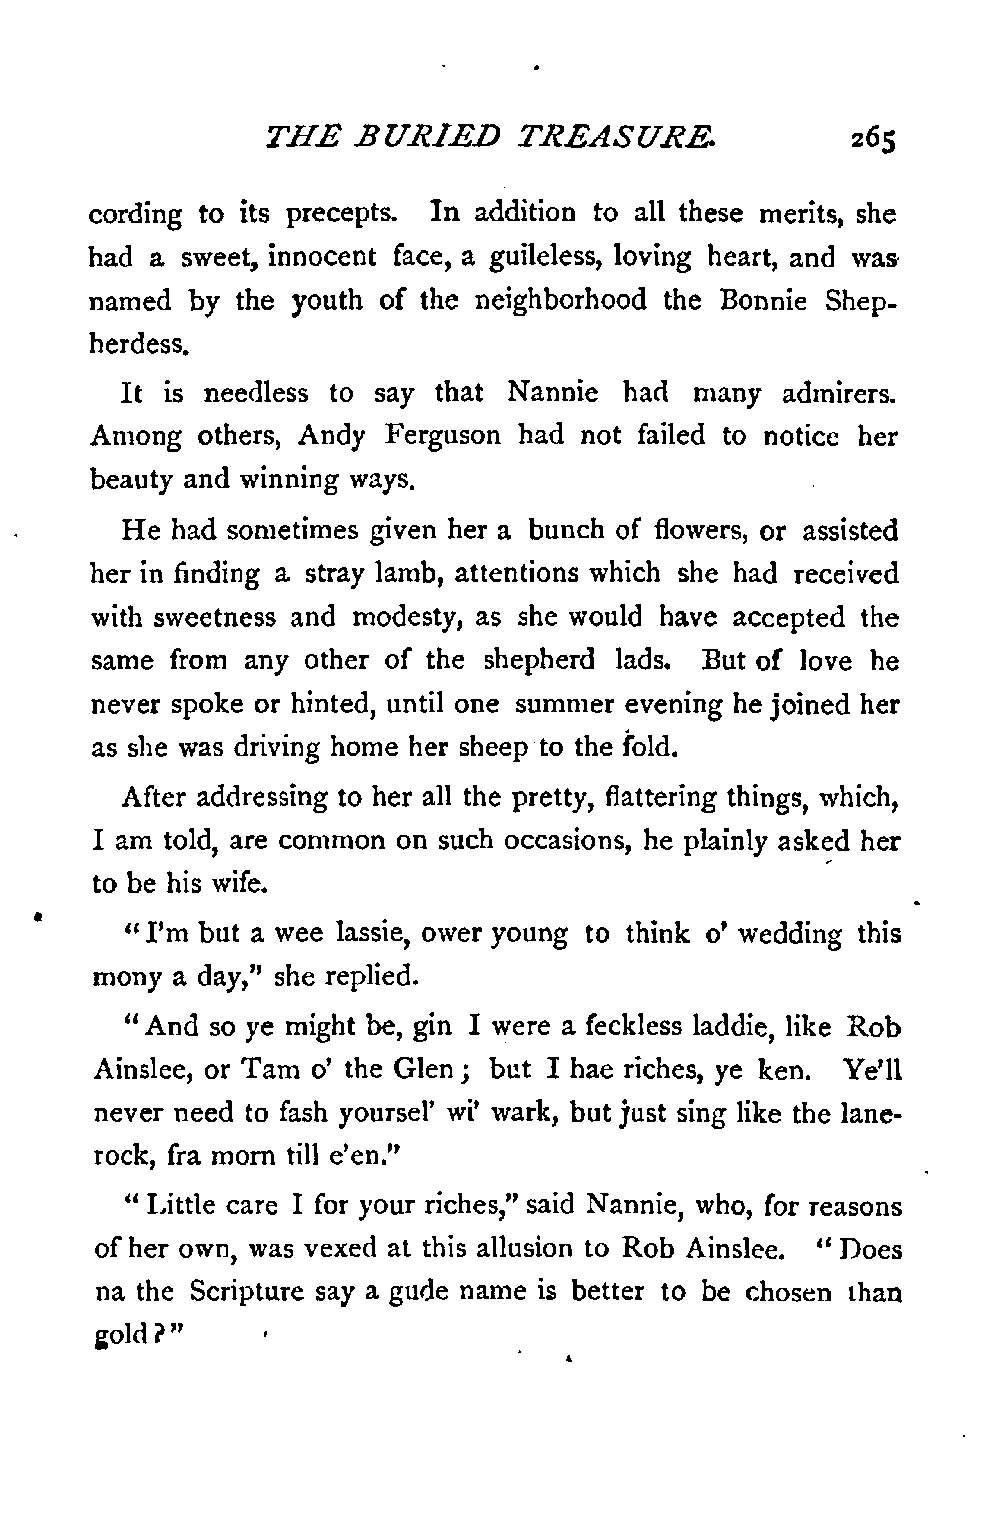 THE BURIED TREASURE. 265
cording to its precepts. In addition to all these merits, she
had a sweet, innocent face, a guileless, loving heart, and was
named by the youth of the neighborhood the Bonnie Shep-
herdess.
It is needless to say that Nannie had many admirers.
Among others, Andy Ferguson had not failed to notice her
beauty and winning ways.
He had sometimes given her a bunch of flowers, or assisted
her in finding a stray lamb, attentions which she had received
with sweetness and modesty, as she would have accepted the
same from any other of the shepherd lads. But of love he
never spoke or hinted, until one summer evening he joined her
as she was driving home her sheep to the fold.
After addressing to her all the pretty, flattering things, which,
I am told, are common on such occasions, he plainly asked her
to be his wife.
"I'm but a wee lassie, ower young to think o' wedding this
mony a day," she replied.
"And so ye might be, gin I were a feckless laddie, like Rob
Ainslee, or Tam o' the Glen; but I hae riches, ye ken. Ye'll
never need to fash yoursel' wi' wark, but just sing like the lane-
rock, fra morn till e'en."
"Little care I for your riches," said Nannie, who, for reasons
of her own, was vexed at this allusion to Rob Ainslee. "Does
na the Scripture say a gude name is better to be chosen than
gold?"